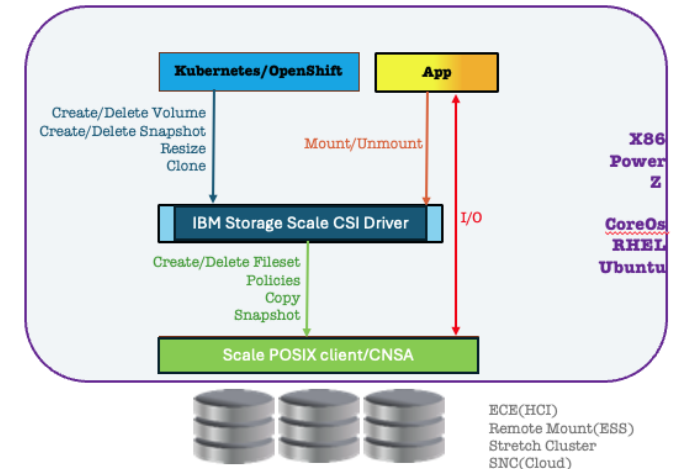 Kubernetes/OpenShift
App
Create/Delete Volume
Create/Delete Snapshot
Resize
Clone
Mount/Unmount
X86
Power
Z
IBM Storage Scale CSI Driver
I/O
CoreOs
RHEL
Ubuntu
Create/Delete Fileset
Policies
Copy
Snapshot
Scale POSIX client/CNSA
ECE(HCI)
Remote Mount(ESS)
Stretch Cluster
SNC(Cloud)